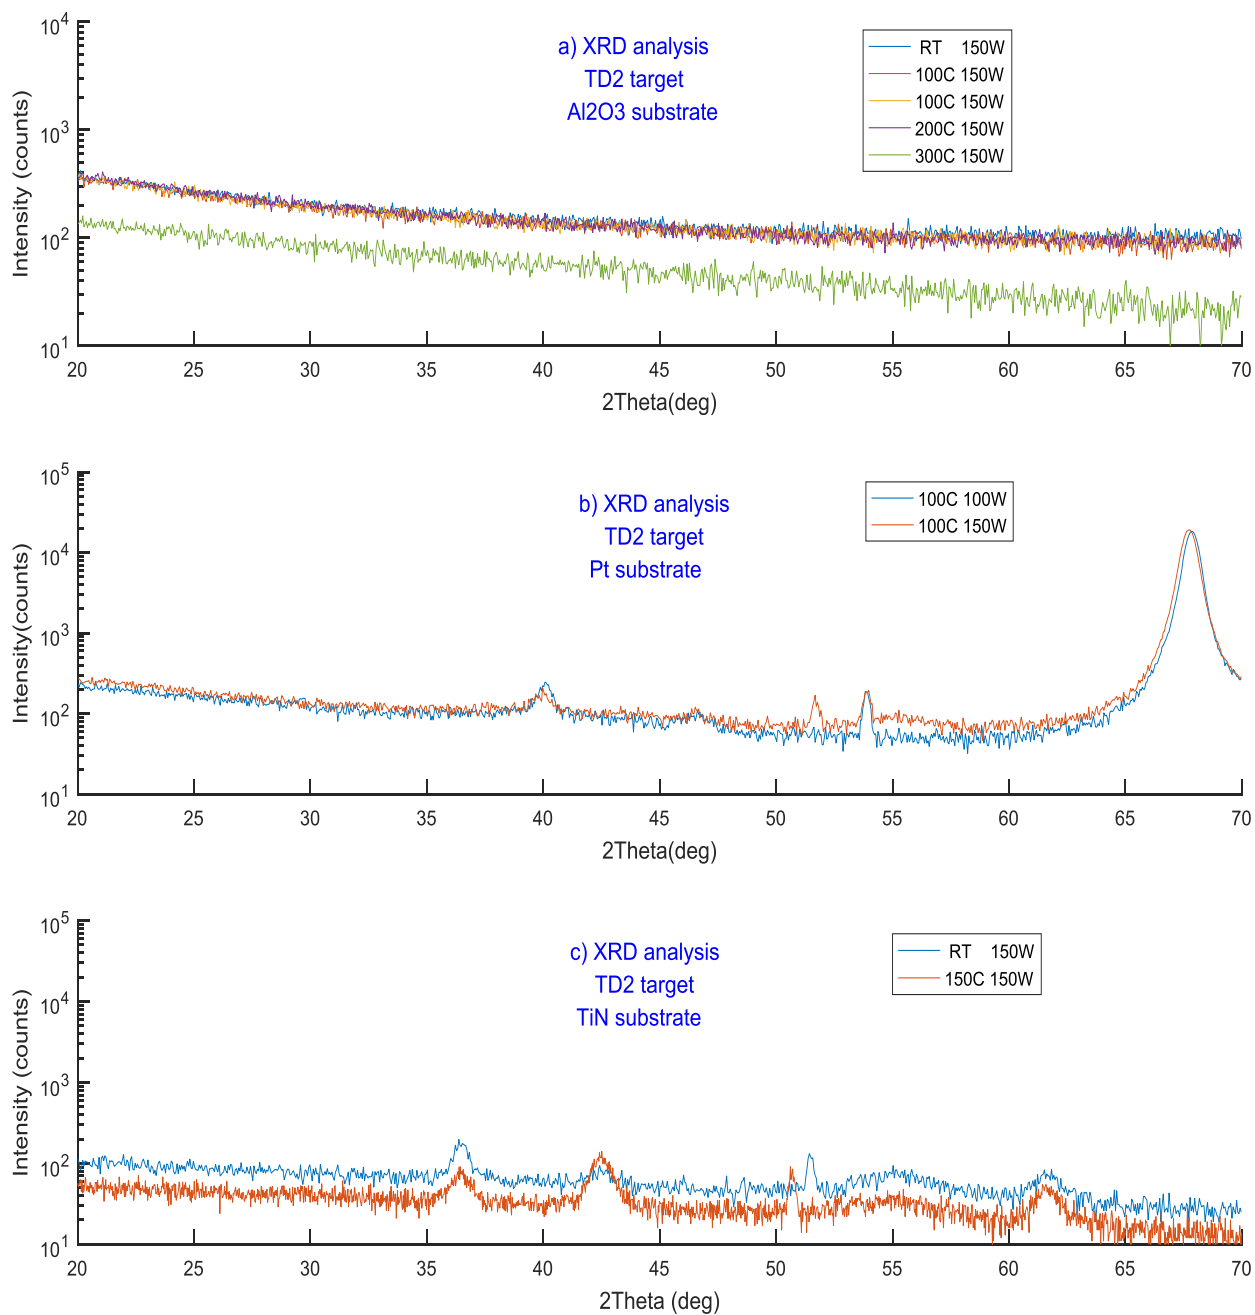 a) XRD analysis
TD2 target
Al2O3 substrate
RT 150W
100C 150W
100C 150W
200C 150W
300C 150W
Intensity (counts)
10^4
10^3
10^2
10^1
20 25 30 35 40 45 50 55 60 65 70
2Theta(deg)
b) XRD analysis
TD2 target
Pt substrate
100C 100W
100C 150W
Intensity(counts)
10^5
10^4
10^3
10^2
10^1
20 25 30 35 40 45 50 55 60 65 70
2Theta(deg)
c) XRD analysis
TD2 target
TiN substrate
RT 150W
150C 150W
Intensity (counts)
10^5
10^4
10^3
10^2
10^1
20 25 30 35 40 45 50 55 60 65 70
2Theta (deg)